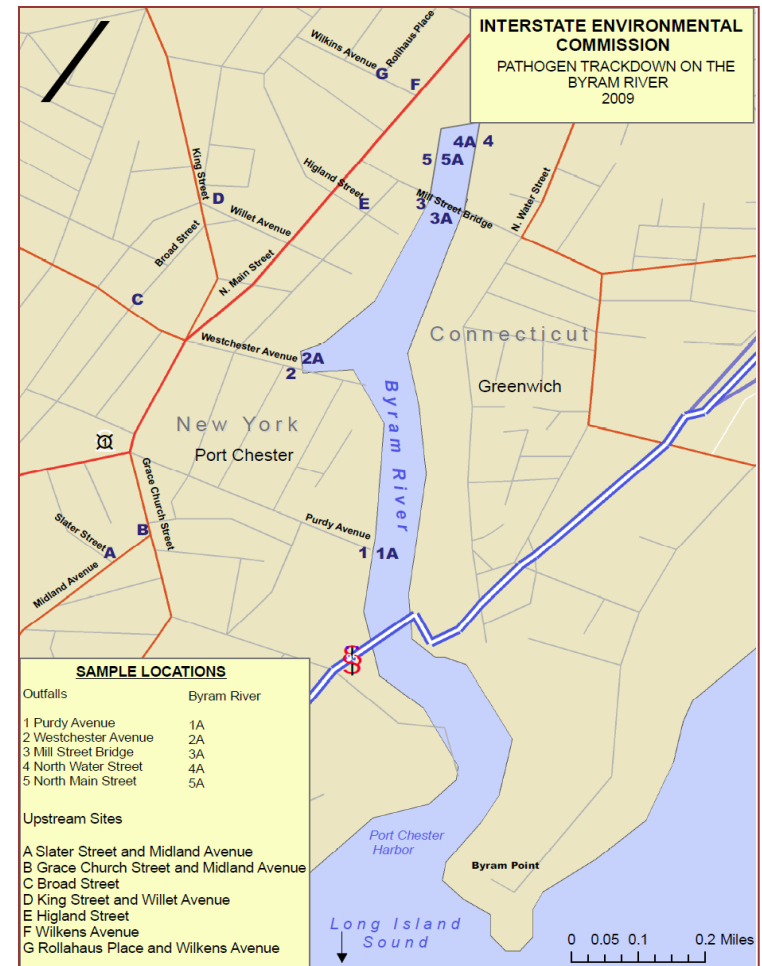 INTERSTATE ENVIRONMENTAL
COMMISSION
PATHOGEN TRACKDOWN ON THE
BYRAM RIVER
2009
Wilkins Avenue
Rollhaus Place
G
F
4A 4
5 5A
King Street
Higland Street
E
3
Mill Street Bridge
3A
N. Water Street
D
Willet Avenue
Broad Street
N. Main Street
C
Westchester Avenue
2A
2
Connecticut
Greenwich
Byram River
New York
Port Chester
Grace Church Street
Purdy Avenue
1 1A
B
Slater Street
A
Midland Avenue
SAMPLE LOCATIONS
Outfalls Byram River
1 Purdy Avenue 1A
2 Westchester Avenue 2A
3 Mill Street Bridge 3A
4 North Water Street 4A
5 North Main Street 5A
Upstream Sites
A Slater Street and Midland Avenue
B Grace Church Street and Midland Avenue
C Broad Street
D King Street and Willet Avenue
E Higland Street
F Wilkens Avenue
G Rollahaus Place and Wilkens Avenue
Port Chester
Harbor
Byram Point
Long Island
Sound
0 0.05 0.1 0.2 Miles